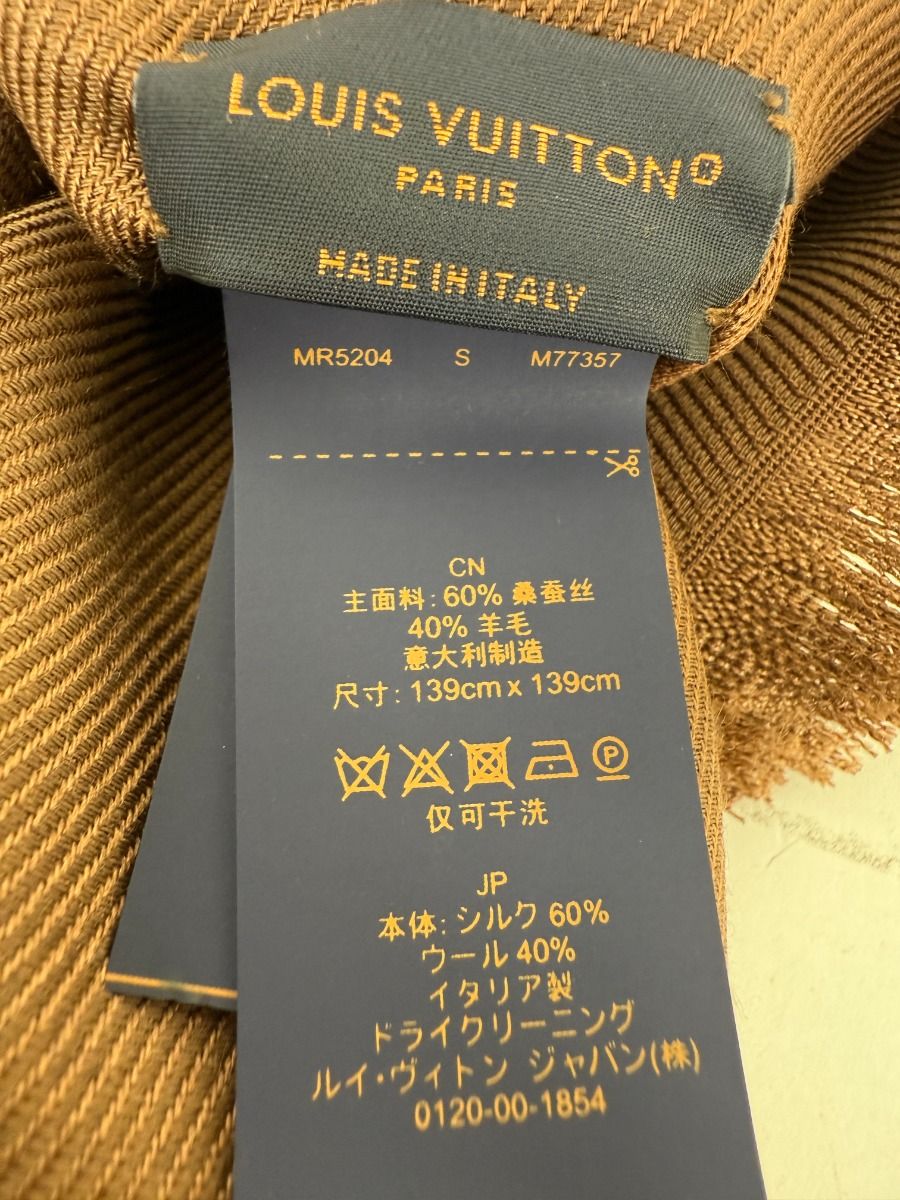 LOUIS VUITTON®
PARIS
MADE IN ITALY
MR5204 S M77357
CN
主面料: 60% 桑蚕丝
40% 羊毛
意大利制造
尺寸: 139cm x 139cm
仅可干洗
JP
本体: シルク 60%
ウール 40%
イタリア製
ドライクリーニング
ルイ・ヴィトン ジャパン(株)
0120-00-1854